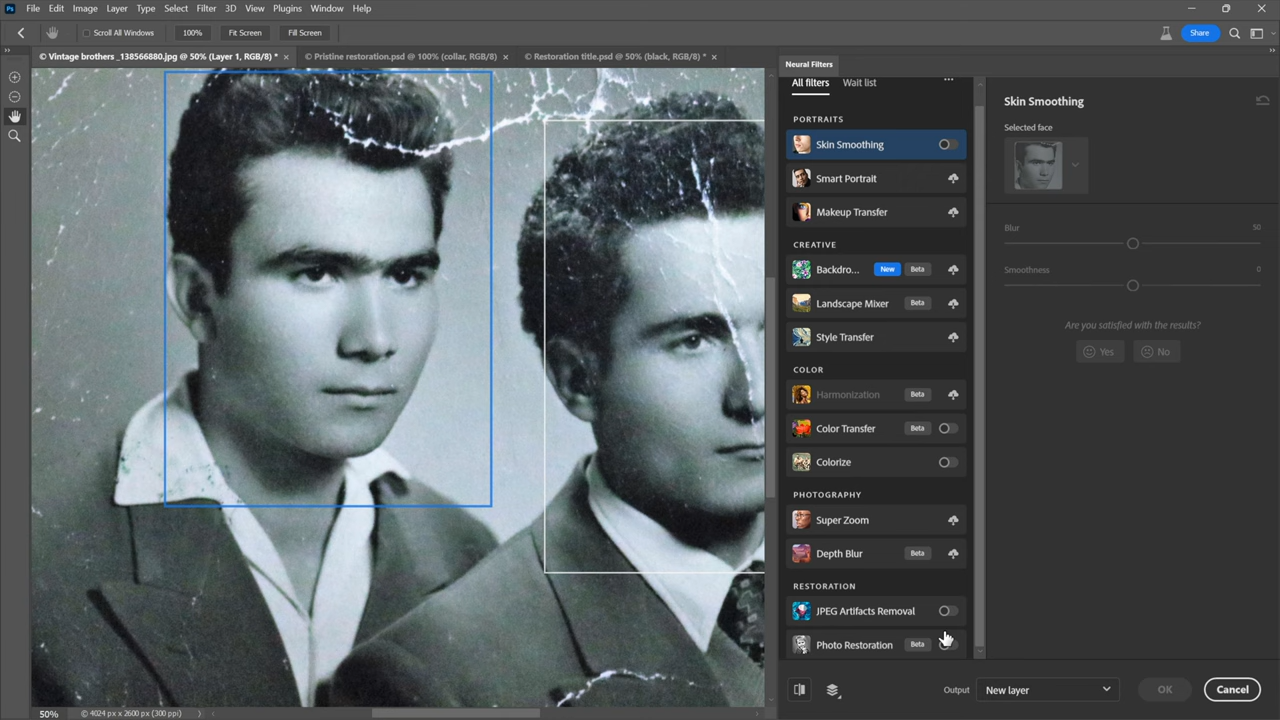 Ps File Edit Image Layer Type Select Filter 3D View Plugins Window Help
Scroll All Windows 100% Fit Screen Fill Screen Share
© Vintage brothers _138566880.jpg @ 50% (Layer 1, RGB/8) * × © Pristine restoration.psd @ 100% (collar, RGB/8) × © Restoration title.psd @ 50% (black, RGB/8) * ×
Neural Filters
All filters Wait list
PORTRAITS
Skin Smoothing
Smart Portrait
Makeup Transfer
CREATIVE
Backdro... New Beta
Landscape Mixer Beta
Style Transfer
COLOR
Harmonization Beta
Color Transfer Beta
Colorize
PHOTOGRAPHY
Super Zoom
Depth Blur Beta
RESTORATION
JPEG Artifacts Removal
Photo Restoration Beta
Skin Smoothing
Selected face
Blur 50
Smoothness 0
Are you satisfied with the results?
Yes No
Output New layer OK Cancel
50% © 4024 px x 2600 px (300 ppi)